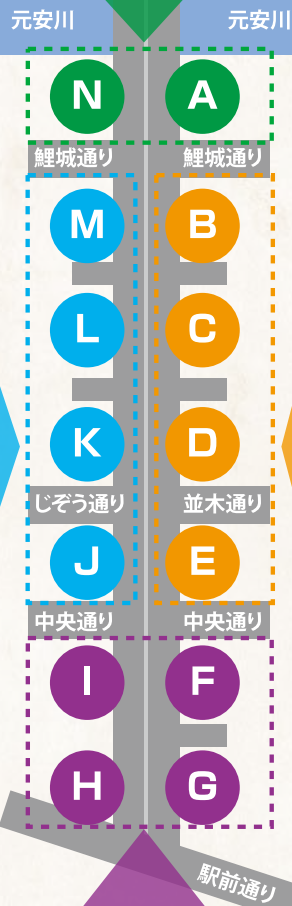 元安川 元安川
N A
鯉城通り 鯉城通り
M B
L C
K D
じぞう通り 並木通り
J E
中央通り 中央通り
I F
H G
駅前通り